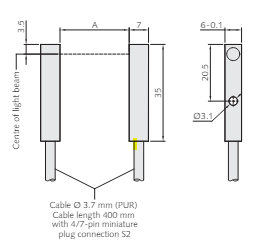 3.5
A
7
6-0.1
Centre of light beam
35
20.5
Ø3.1
Cable Ø 3.7 mm (PUR)
Cable length 400 mm
with 4/7-pin miniature
plug connection S2